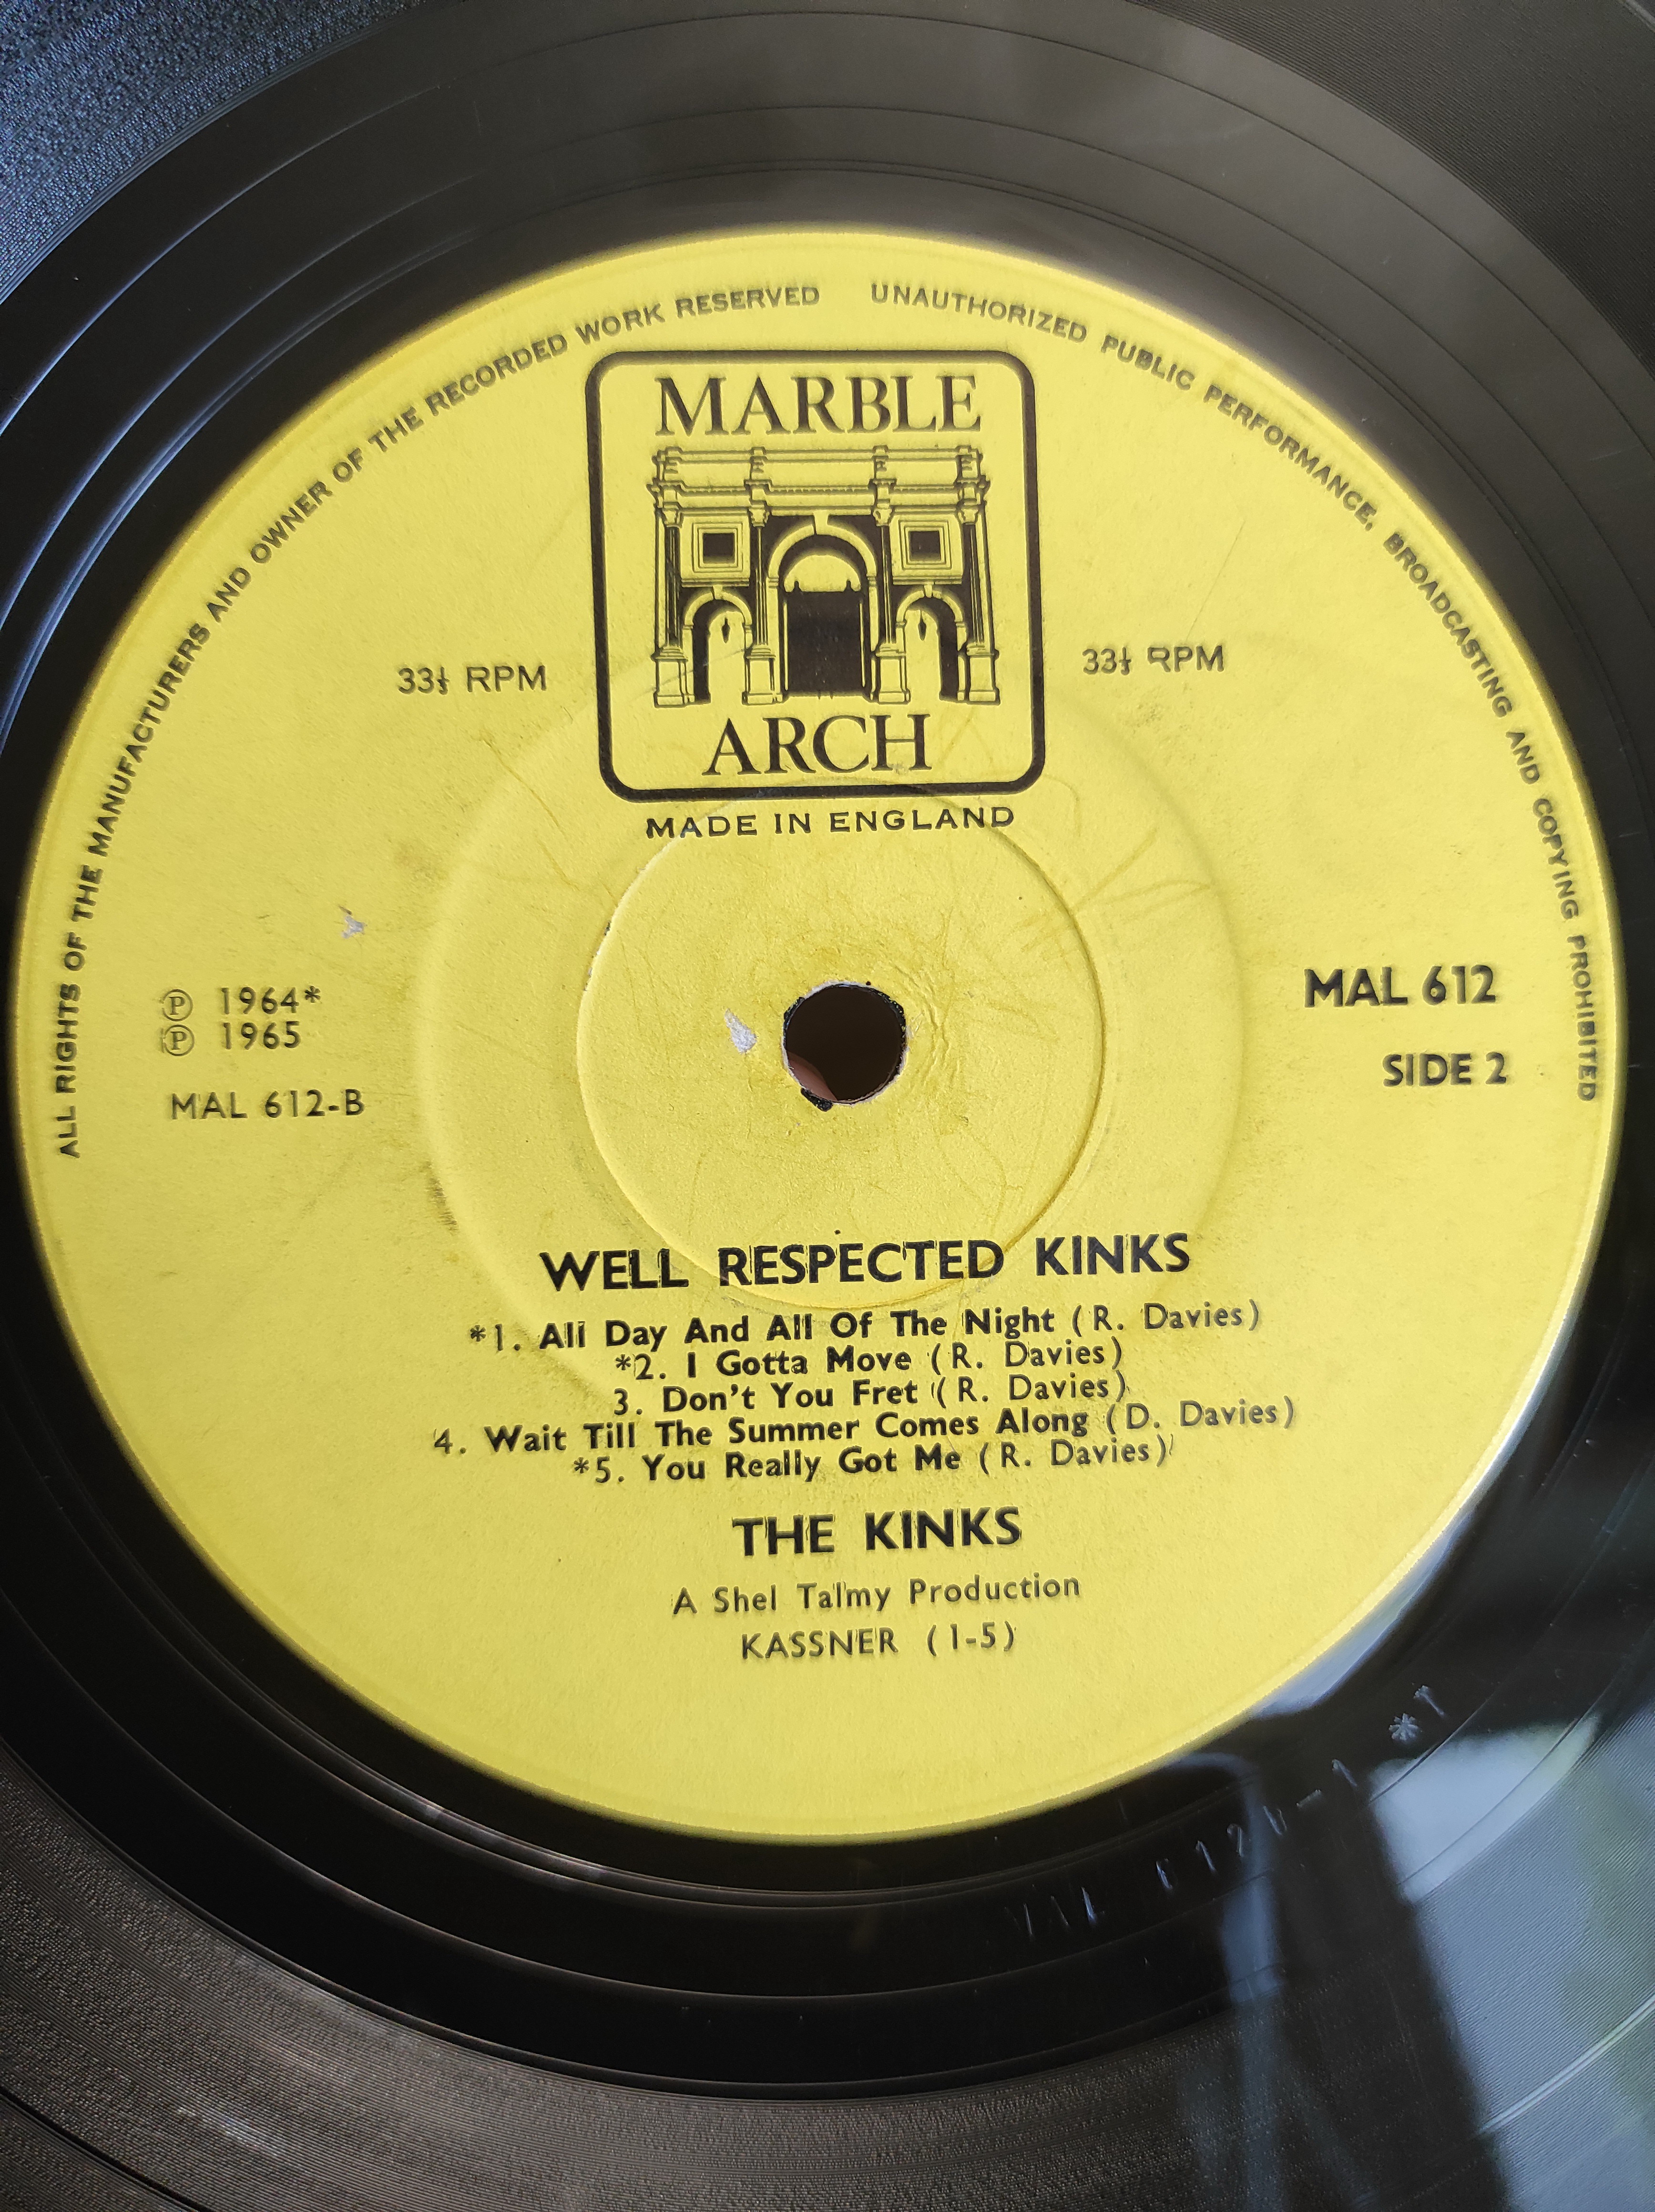 ALL RIGHTS OF THE MANUFACTURERS AND OWNER OF THE RECORDED WORK RESERVED UNAUTHORIZED PUBLIC PERFORMANCE, BROADCASTING AND COPYING PROHIBITED
MARBLE
ARCH
33⅓ RPM
33⅓ RPM
MADE IN ENGLAND
Ⓟ 1964*
Ⓟ 1965
MAL 612-B
MAL 612
SIDE 2
WELL RESPECTED KINKS
*1. All Day And All Of The Night (R. Davies)
*2. I Gotta Move (R. Davies)
3. Don't You Fret (R. Davies)
4. Wait Till The Summer Comes Along (D. Davies)
*5. You Really Got Me (R. Davies)
THE KINKS
A Shel Talmy Production
KASSNER (1-5)